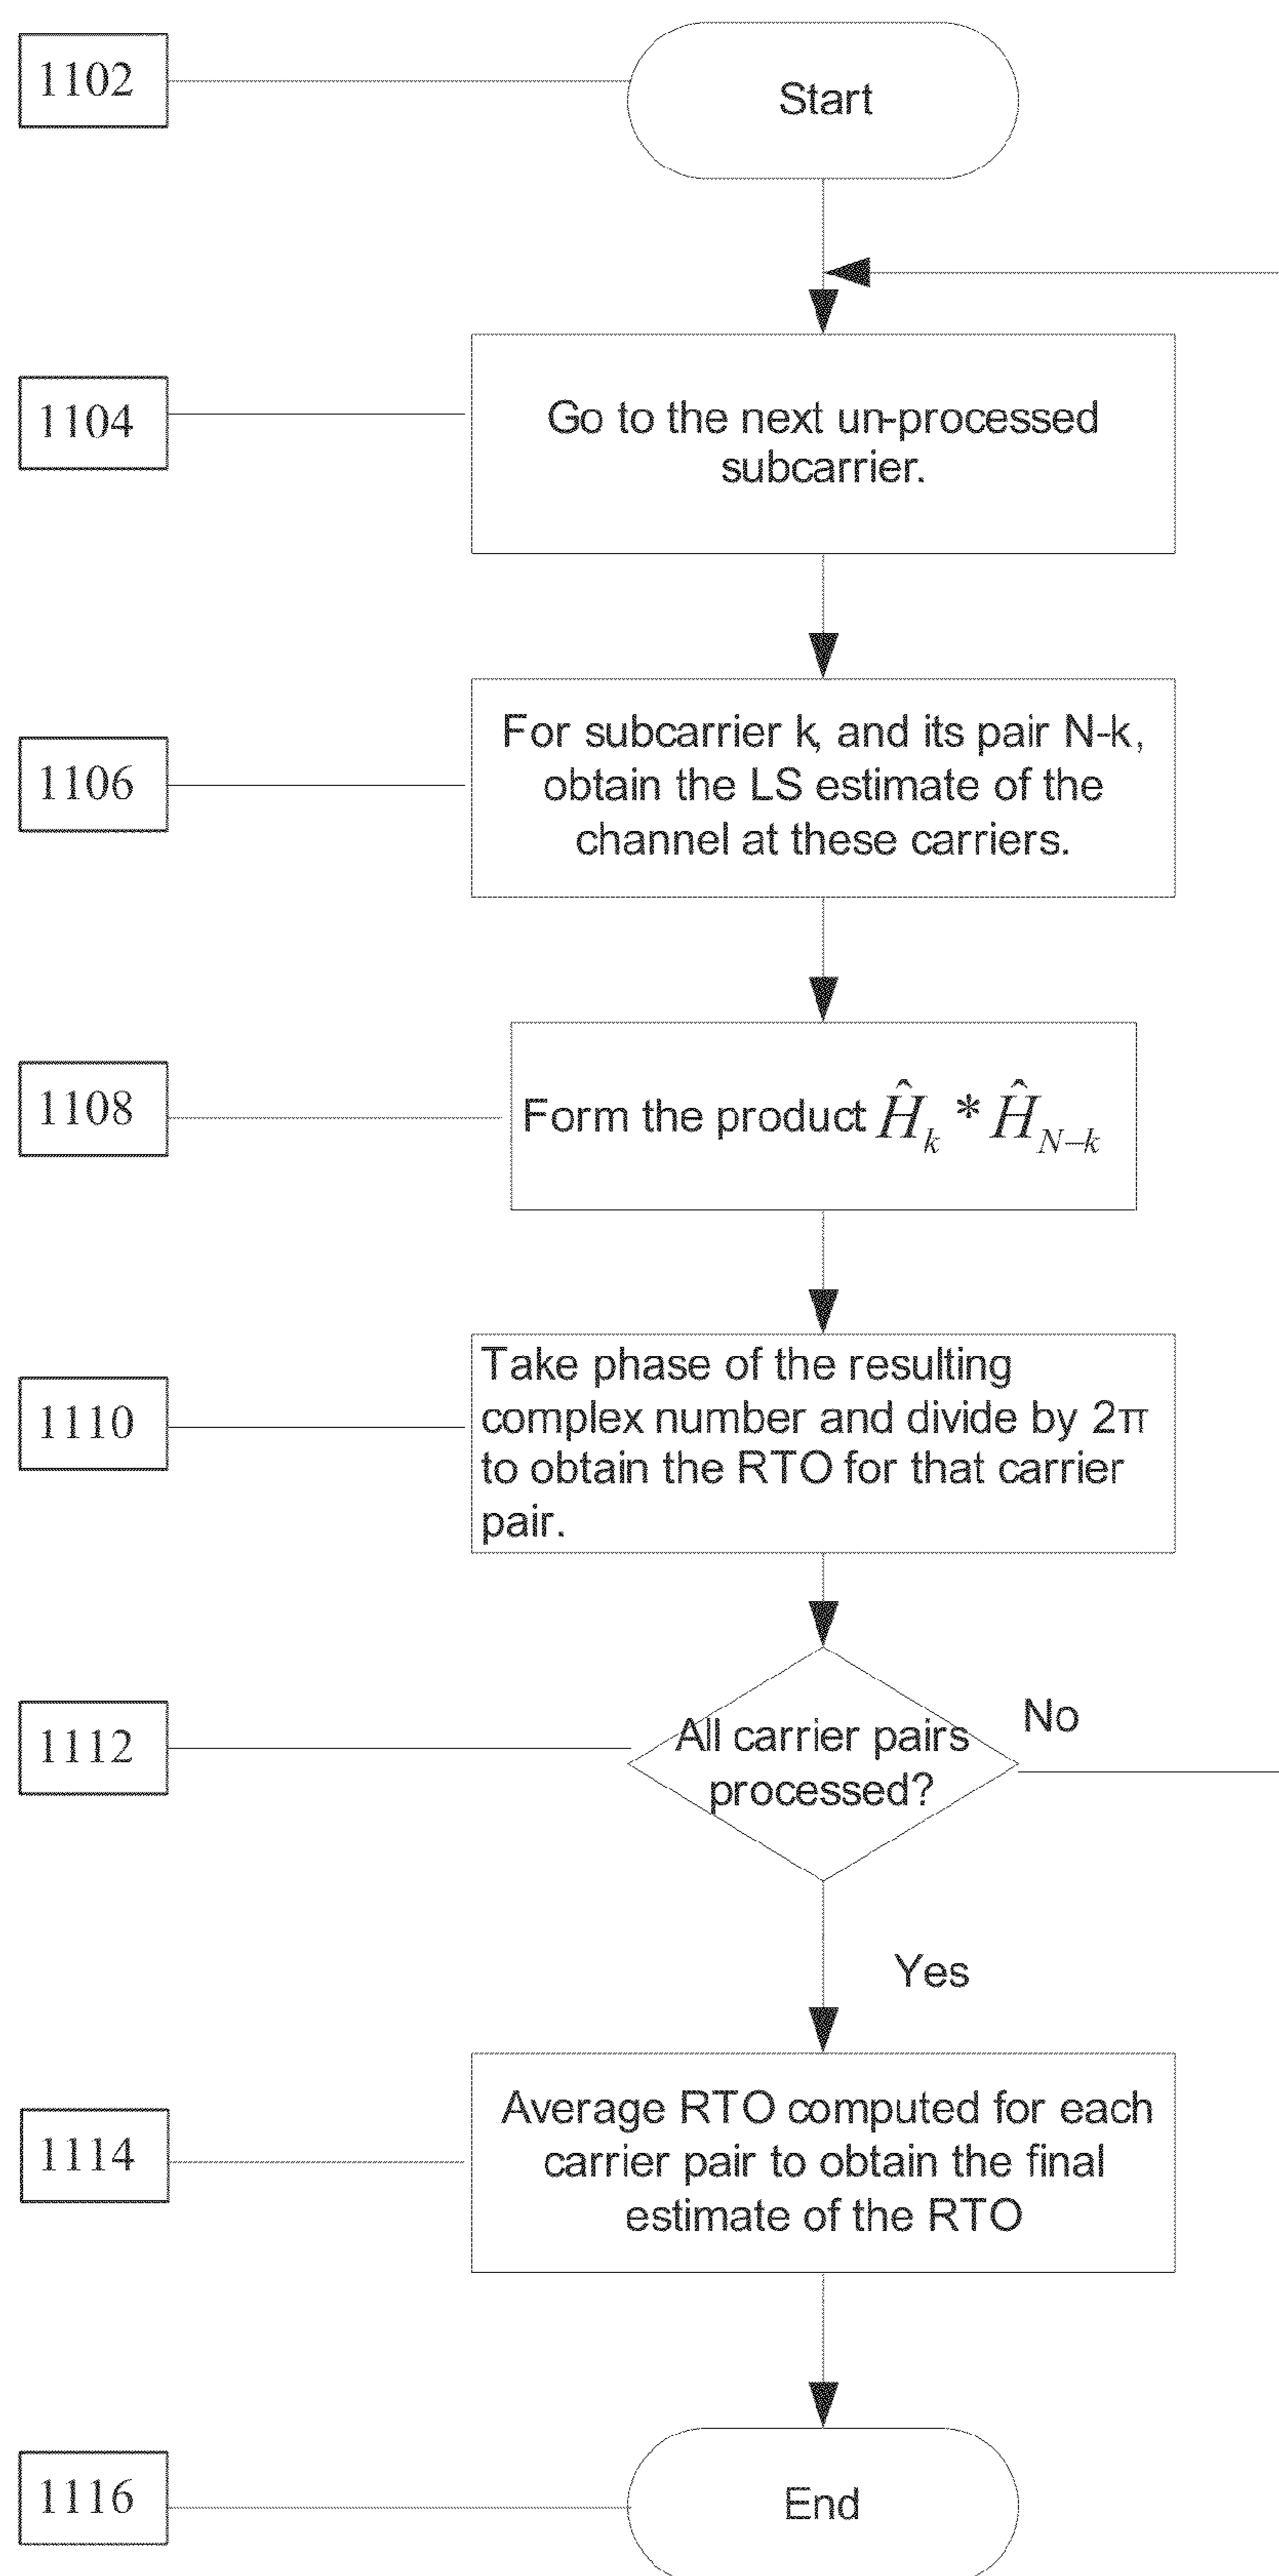 1102
Start
1104
Go to the next un-processed
subcarrier.
1106
For subcarrier k, and its pair N-k,
obtain the LS estimate of the
channel at these carriers.
1108
Form the product Ĥ_k * Ĥ_{N-k}
1110
Take phase of the resulting
complex number and divide by 2π
to obtain the RTO for that carrier
pair.
1112
All carrier pairs
processed?
No
Yes
1114
Average RTO computed for each
carrier pair to obtain the final
estimate of the RTO
1116
End